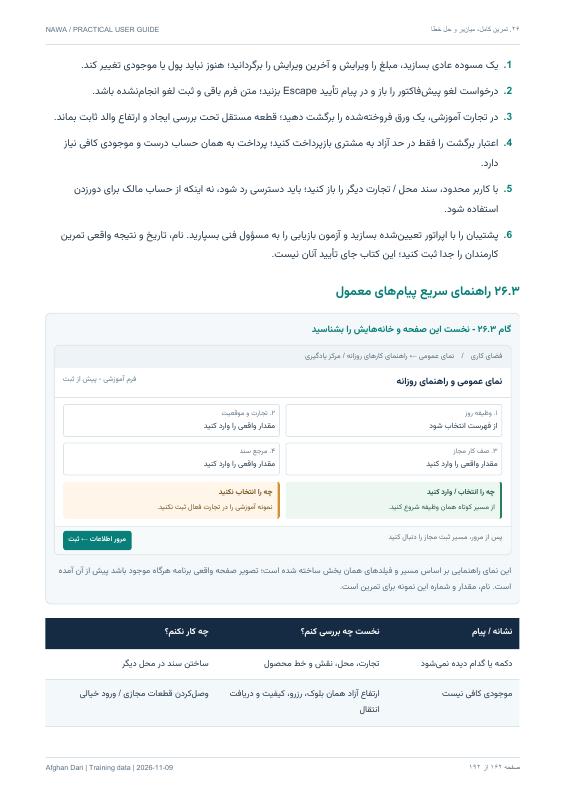 NAWA / PRACTICAL USER GUIDE
۲۶. تمرین کامل، میان‌بر و حل خطا
1. یک مسوده عادی بسازید، مبلغ را ویرایش و آخرین ویرایش را برگردانید؛ هنوز نباید پول یا موجودی تغییر کند.
2. درخواست لغو پیش‌فاکتور را باز و در پیام تأیید Escape بزنید؛ متن فرم باقی و ثبت لغو انجام‌نشده باشد.
3. در تجارت آموزشی، یک ورق فروخته‌شده را برگشت دهید؛ قطعه مستقل تحت بررسی ایجاد و ارتفاع والد ثابت بماند.
4. اعتبار برگشت را فقط در حد آزاد به مشتری بازپرداخت کنید؛ پرداخت به همان حساب درست و موجودی کافی نیاز
دارد.
5. با کاربر محدود، سند محل / تجارت دیگر را باز کنید؛ باید دسترسی رد شود، نه اینکه از حساب مالک برای دورزدن
استفاده شود.
6. پشتیبان را با اپراتور تعیین‌شده بسازید و آزمون بازیابی را به مسؤول فنی بسپارید. نام، تاریخ و نتیجه واقعی تمرین
کارمندان را جدا ثبت کنید؛ این کتاب جای تأیید آنان نیست.
۲۶.۳ راهنمای سریع پیام‌های معمول
گام ۲۶.۳ - نخست این صفحه و خانه‌هایش را بشناسید
فضای کاری / نمای عمومی ← راهنمای کارهای روزانه / مرکز یادگیری
نمای عمومی و راهنمای روزانه
فرم آموزشی - پیش از ثبت
۱. وظیفه روز
از فهرست انتخاب شود
۲. تجارت و موقعیت
مقدار واقعی را وارد کنید
۳. صف کار مجاز
مقدار واقعی را وارد کنید
۴. مرجع سند
مقدار واقعی را وارد کنید
چه را انتخاب / وارد کنید
از مسیر کوتاه همان وظیفه شروع کنید.
چه را انتخاب نکنید
نمونه آموزشی را در تجارت فعال ثبت نکنید.
پس از مرور، مسیر ثبت مجاز را دنبال کنید
مرور اطلاعات ← ثبت
این نمای راهنمایی بر اساس مسیر و فیلدهای همان بخش ساخته شده است؛ تصویر صفحه واقعی برنامه هرگاه موجود باشد پیش از آن آمده
است. نام، مقدار و شماره این نمونه برای تمرین است.
نشانه / پیام نخست چه بررسی کنم؟ چه کار نکنم؟
دکمه یا گدام دیده نمی‌شود تجارت، محل، نقش و خط محصول ساختن سند در محل دیگر
موجودی کافی نیست ارتفاع آزاد همان بلوک، رزرو، کیفیت و دریافت وصل‌کردن قطعات مجازی / ورود خیالی
انتقال
Afghan Dari | Training data | 2026-11-09
صفحه ۱۶۲ از ۱۹۲